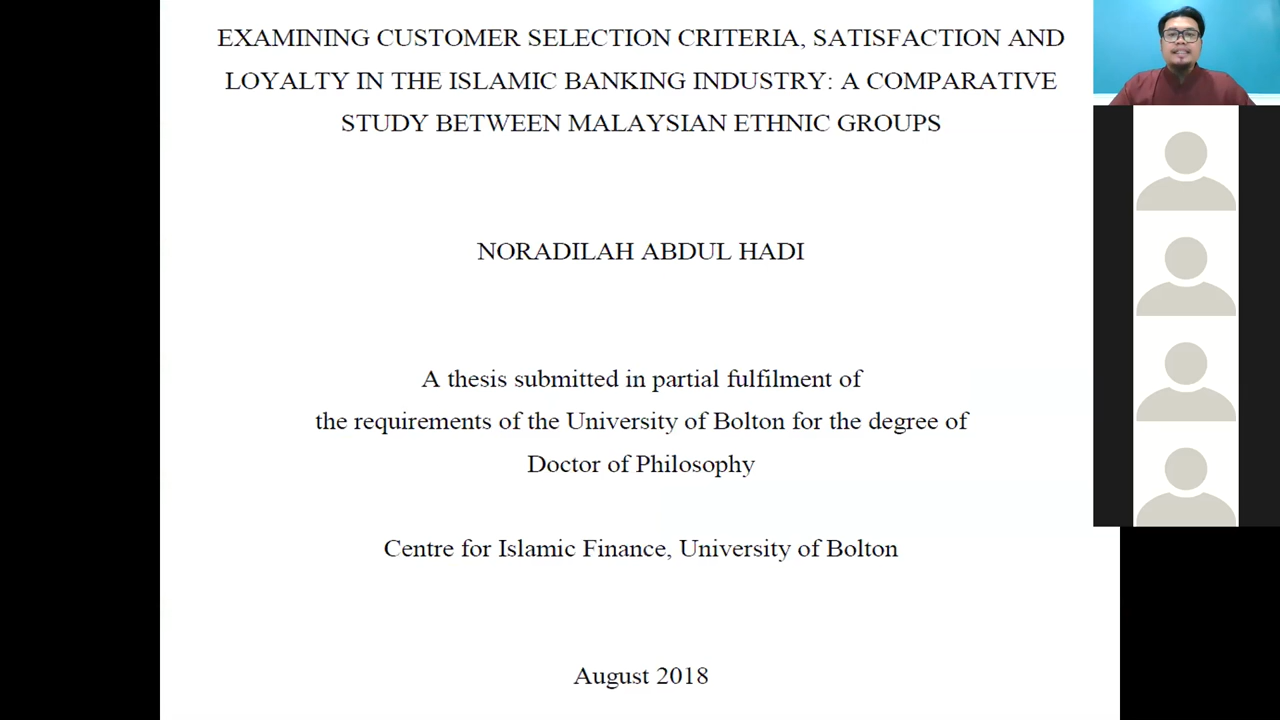 EXAMINING CUSTOMER SELECTION CRITERIA, SATISFACTION AND
LOYALTY IN THE ISLAMIC BANKING INDUSTRY: A COMPARATIVE
STUDY BETWEEN MALAYSIAN ETHNIC GROUPS
NORADILAH ABDUL HADI
A thesis submitted in partial fulfilment of
the requirements of the University of Bolton for the degree of
Doctor of Philosophy
Centre for Islamic Finance, University of Bolton
August 2018